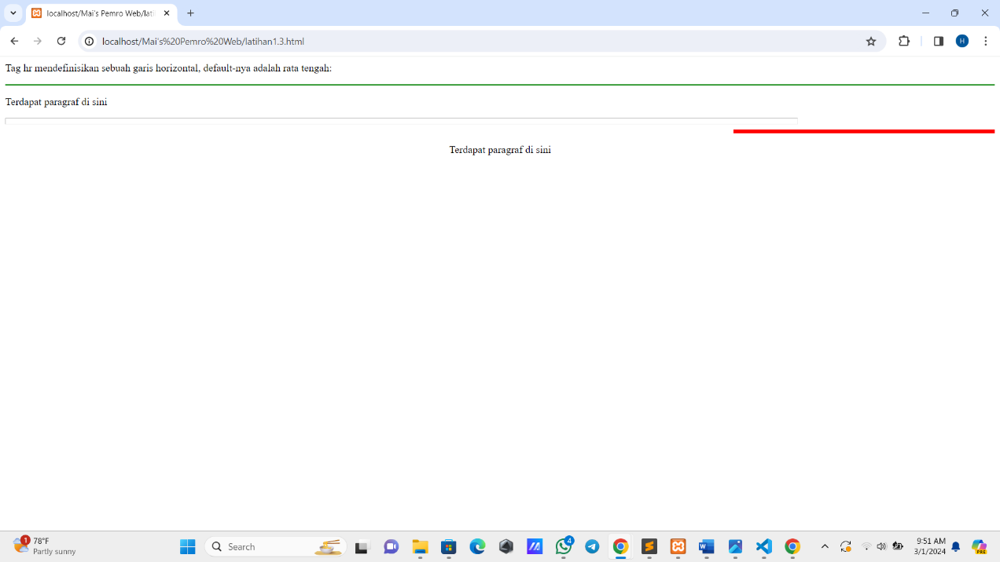 localhost/Mai's Pemro Web/lati
localhost/Mai's%20Pemro%20Web/latihan1.3.html
H
Tag hr mendefinisikan sebuah garis horizontal, default-nya adalah rata tengah:
Terdapat paragraf di sini
Terdapat paragraf di sini
1
78°F
Partly sunny
Search
4
W
9:51 AM
3/1/2024
PRE